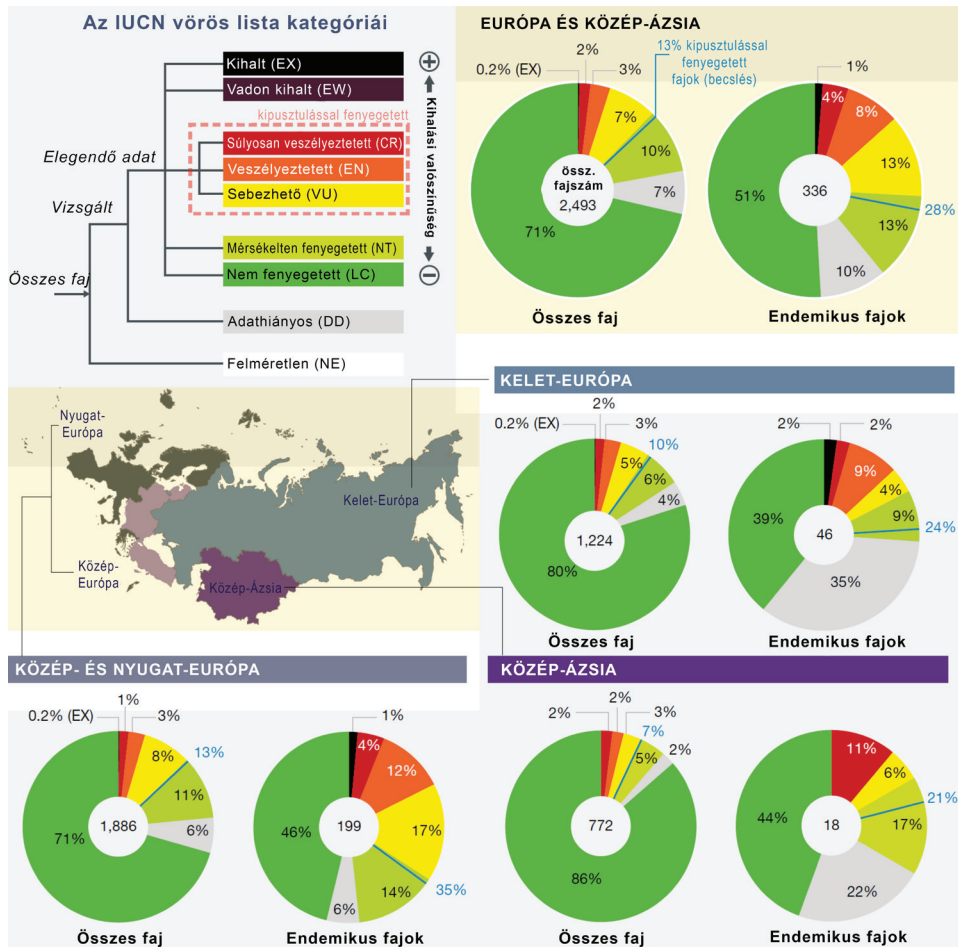 Az IUCN vörös lista kategóriái
Kihalt (EX)
Vadon kihalt (EW)
kipusztulással fenyegetett
Elegendő adat
Súlyosan veszélyeztetett (CR)
Veszélyeztetett (EN)
Sebezhető (VU)
Vizsgált
Mérsékelten fenyegetett (NT)
Nem fenyegetett (LC)
Összes faj
Adathiányos (DD)
Felméretlen (NE)
Kihalási valószínűség
EURÓPA ÉS KÖZÉP-ÁZSIA
2%
0.2% (EX)
3%
13% kipusztulással
fenyegetett
fajok (becslés)
7%
10%
7%
össz.
fajszám
2,493
71%
Összes faj
1%
4%
8%
13%
28%
13%
10%
51%
336
Endemikus fajok
Nyugat-
Európa
Kelet-Európa
Közép-
Európa
Közép-Ázsia
KELET-EURÓPA
2%
0.2% (EX)
3%
10%
5%
6%
4%
1,224
80%
Összes faj
2%
2%
9%
4%
9%
24%
39%
46
35%
Endemikus fajok
KÖZÉP- ÉS NYUGAT-EURÓPA
1%
0.2% (EX)
3%
8%
13%
11%
6%
1,886
71%
Összes faj
1%
4%
12%
17%
35%
14%
6%
46%
199
Endemikus fajok
KÖZÉP-ÁZSIA
2%
2%
3%
7%
5%
2%
772
86%
Összes faj
11%
6%
21%
17%
22%
44%
18
Endemikus fajok